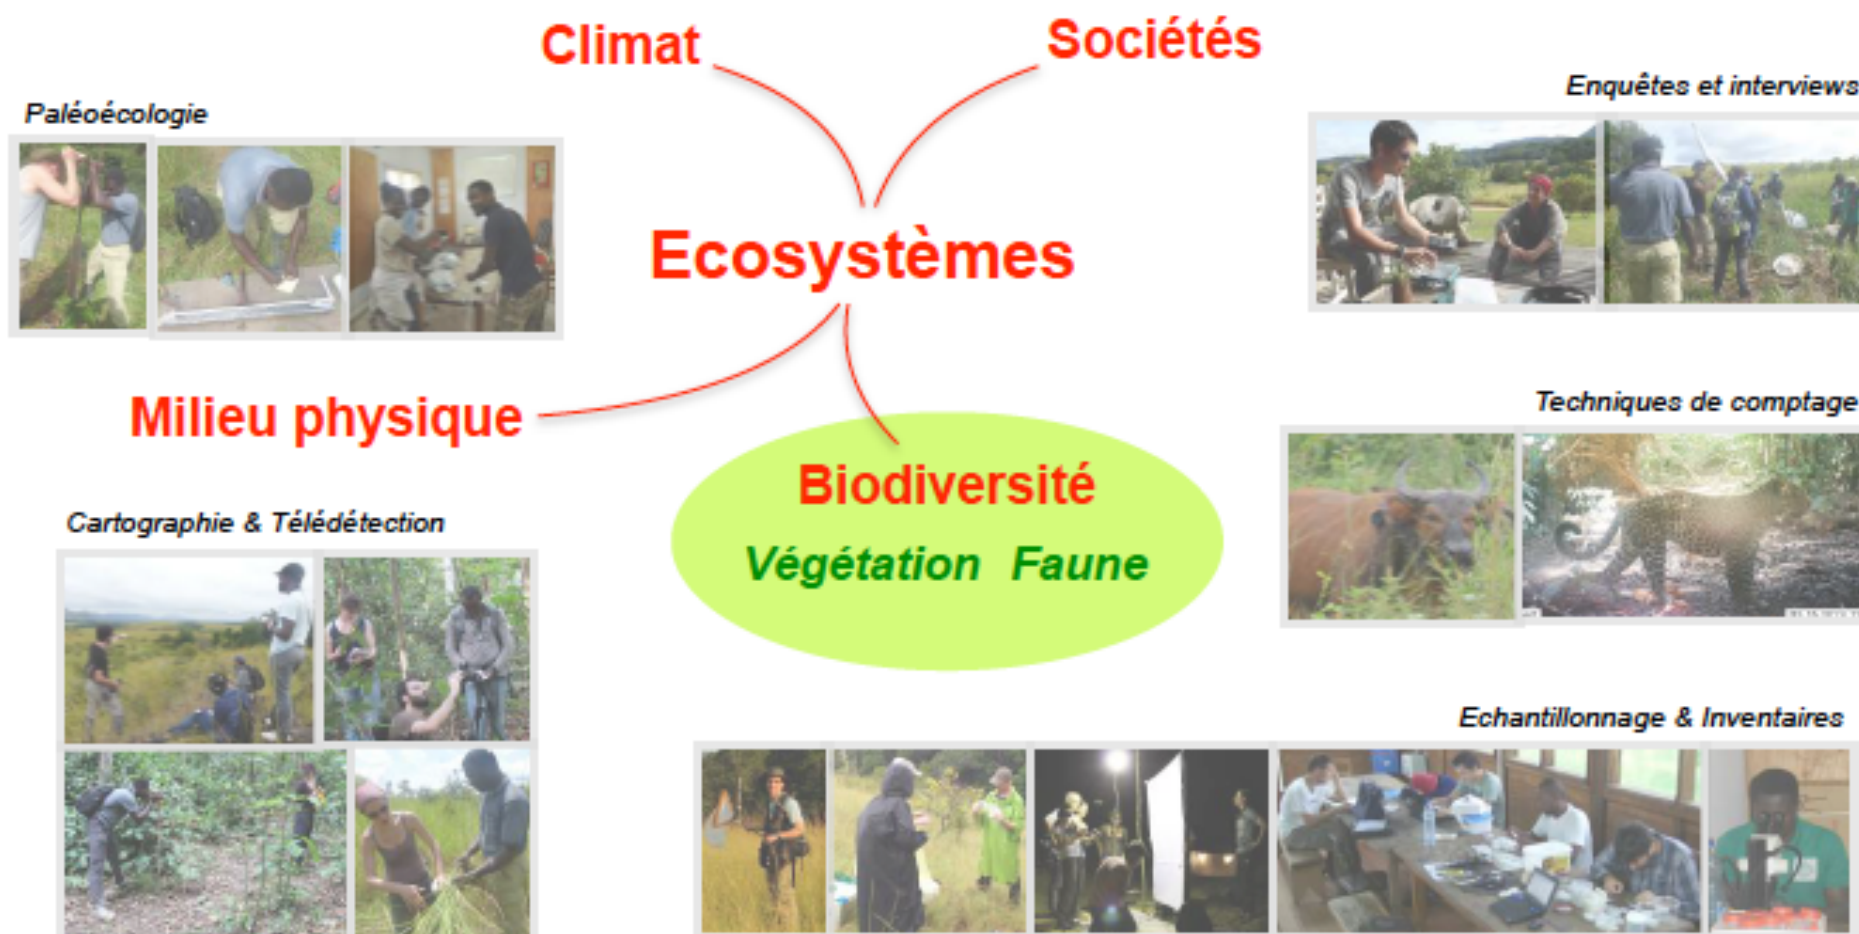 Climat
Sociétés
Paléoécologie
Enquêtes et interviews
Ecosystèmes
Milieu physique
Techniques de comptage
Biodiversité
Végétation Faune
Cartographie & Télédétection
Echantillonnage & Inventaires